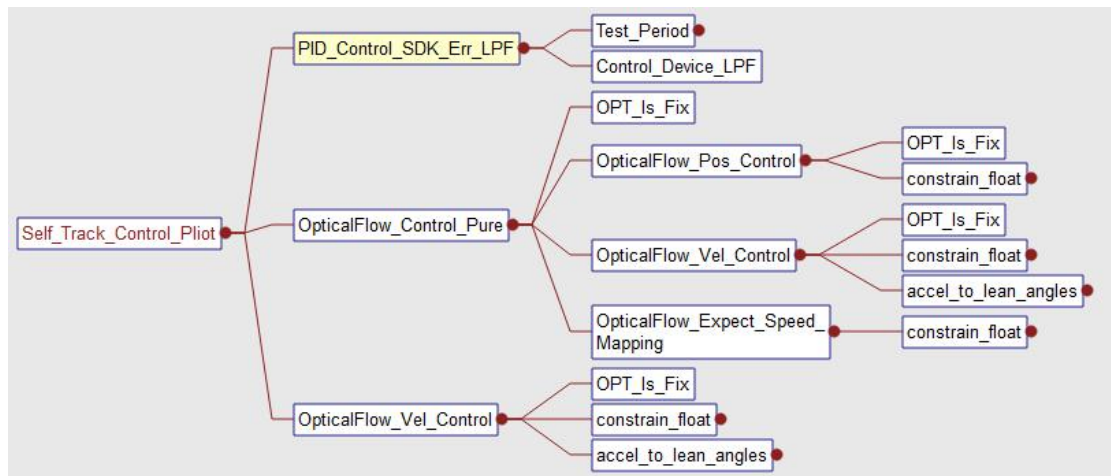 PID_Control_SDK_Err_LPF
Test_Period
Control_Device_LPF
OPT_Is_Fix
OpticalFlow_Pos_Control
OPT_Is_Fix
constrain_float
Self_Track_Control_Pliot
OpticalFlow_Control_Pure
OpticalFlow_Vel_Control
OPT_Is_Fix
constrain_float
accel_to_lean_angles
OpticalFlow_Expect_Speed_
Mapping
constrain_float
OpticalFlow_Vel_Control
OPT_Is_Fix
constrain_float
accel_to_lean_angles